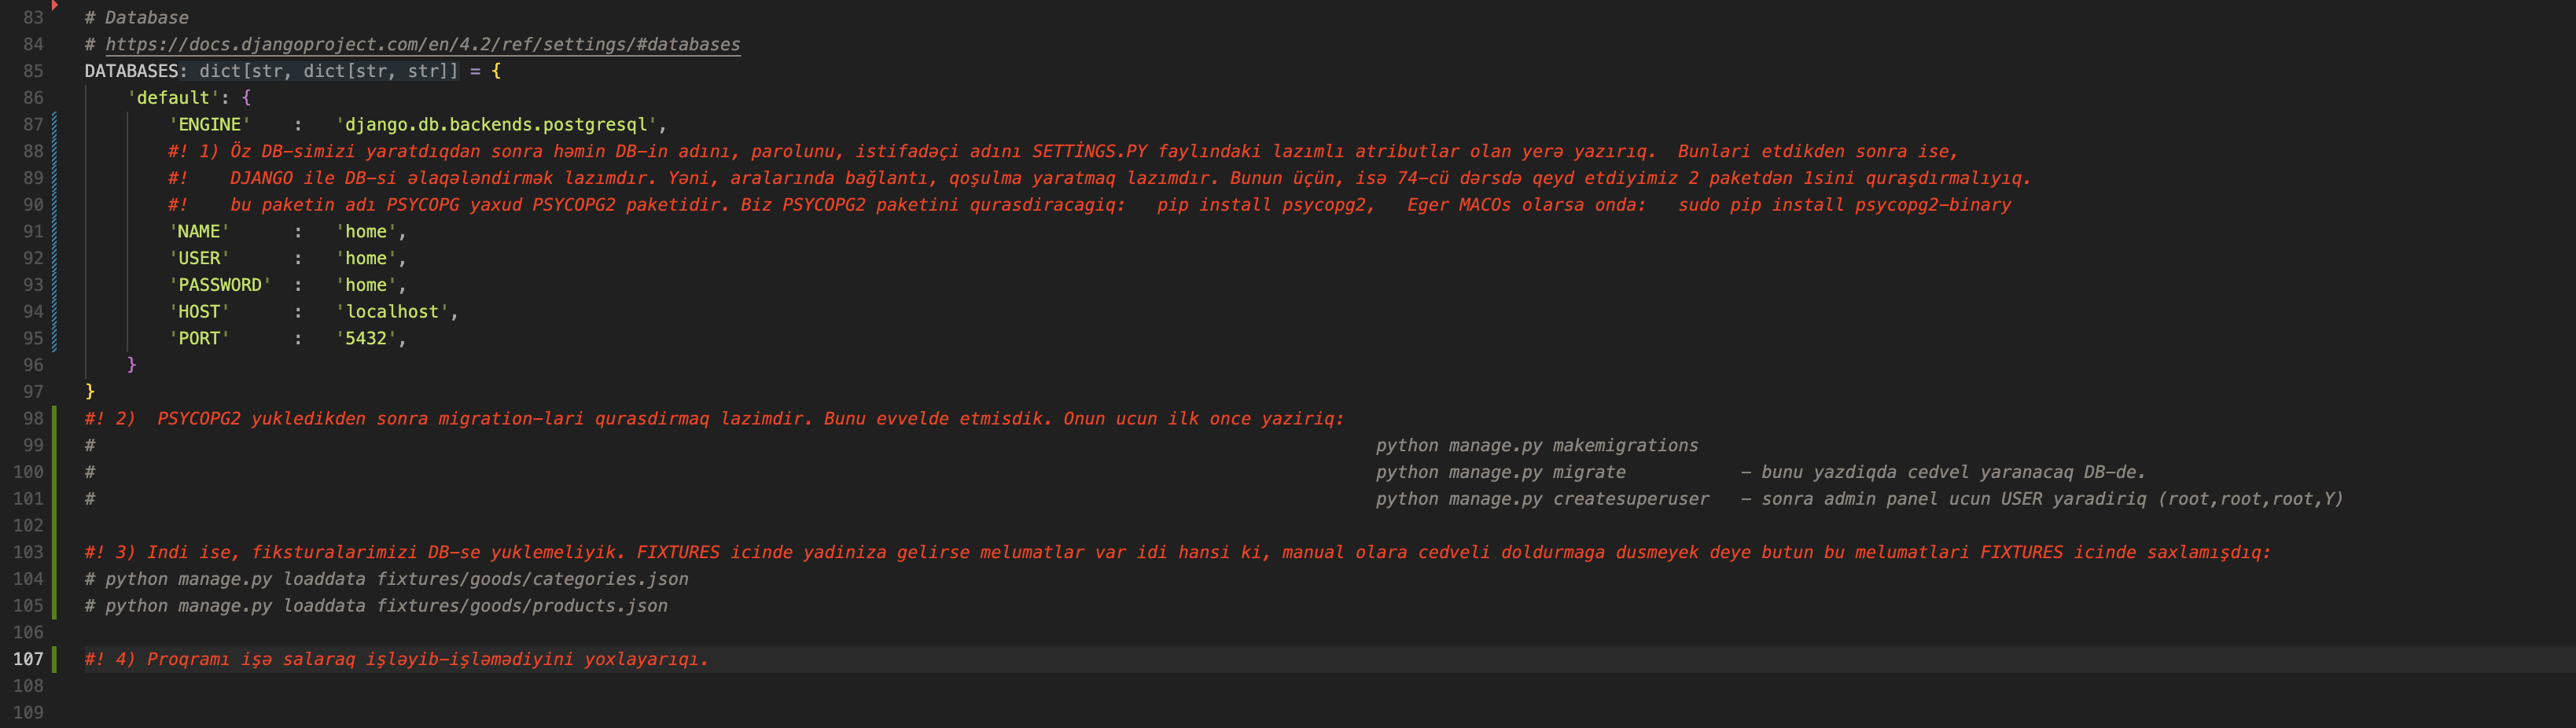 83 # Database
84 # https://docs.djangoproject.com/en/4.2/ref/settings/#databases
85 DATABASES: dict[str, dict[str, str]] = {
86 'default': {
87 'ENGINE' : 'django.db.backends.postgresql',
88 #! 1) Öz DB-simizi yaratdıqdan sonra həmin DB-in adını, parolunu, istifadəçi adını SETTİNGS.PY faylındaki lazımlı atributlar olan yerə yazırıq. Bunlari etdikden sonra ise,
89 #! DJANGO ile DB-si əlaqələndirmək lazımdır. Yəni, aralarında bağlantı, qoşulma yaratmaq lazımdır. Bunun üçün, isə 74-cü dərsdə qeyd etdiyimiz 2 paketdən 1sini quraşdırmalıyıq.
90 #! bu paketin adı PSYCOPG yaxud PSYCOPG2 paketidir. Biz PSYCOPG2 paketini qurasdiracagiq: pip install psycopg2, Eger MACOs olarsa onda: sudo pip install psycopg2-binary
91 'NAME' : 'home',
92 'USER' : 'home',
93 'PASSWORD' : 'home',
94 'HOST' : 'localhost',
95 'PORT' : '5432',
96 }
97 }
98 #! 2) PSYCOPG2 yukledikden sonra migration-lari qurasdirmaq lazimdir. Bunu evvelde etmisdik. Onun ucun ilk once yaziriq:
99 # python manage.py makemigrations
100 # python manage.py migrate - bunu yazdiqda cedvel yaranacaq DB-de.
101 # python manage.py createsuperuser - sonra admin panel ucun USER yaradiriq (root,root,root,Y)
102
103 #! 3) Indi ise, fiksturalarimizi DB-se yuklemeliyik. FIXTURES icinde yadiniza gelirse melumatlar var idi hansi ki, manual olara cedveli doldurmaga dusmeyek deye butun bu melumatlari FIXTURES icinde saxlamışdıq:
104 # python manage.py loaddata fixtures/goods/categories.json
105 # python manage.py loaddata fixtures/goods/products.json
106
107 #! 4) Proqramı işə salaraq işləyib-işləmədiyini yoxlayarıqı.
108
109